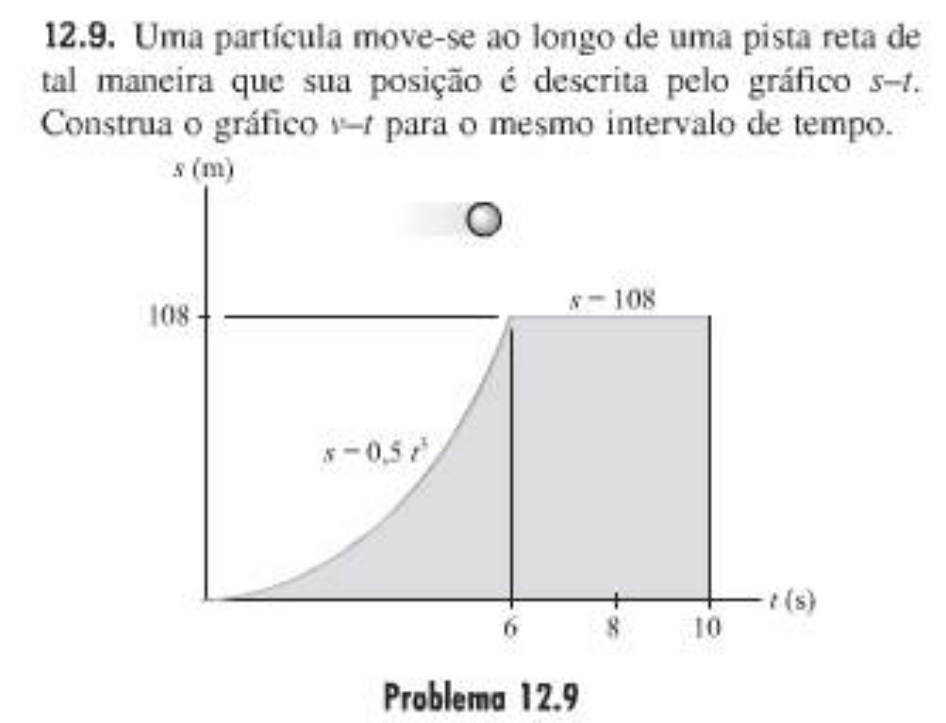 12.9. Uma partícula move-se ao longo de uma pista reta de
tal maneira que sua posição é descrita pelo gráfico s–t.
Construa o gráfico v–t para o mesmo intervalo de tempo.
s (m)
s = 108
108
s = 0,5 t³
t (s)
6 8 10
Problema 12.9